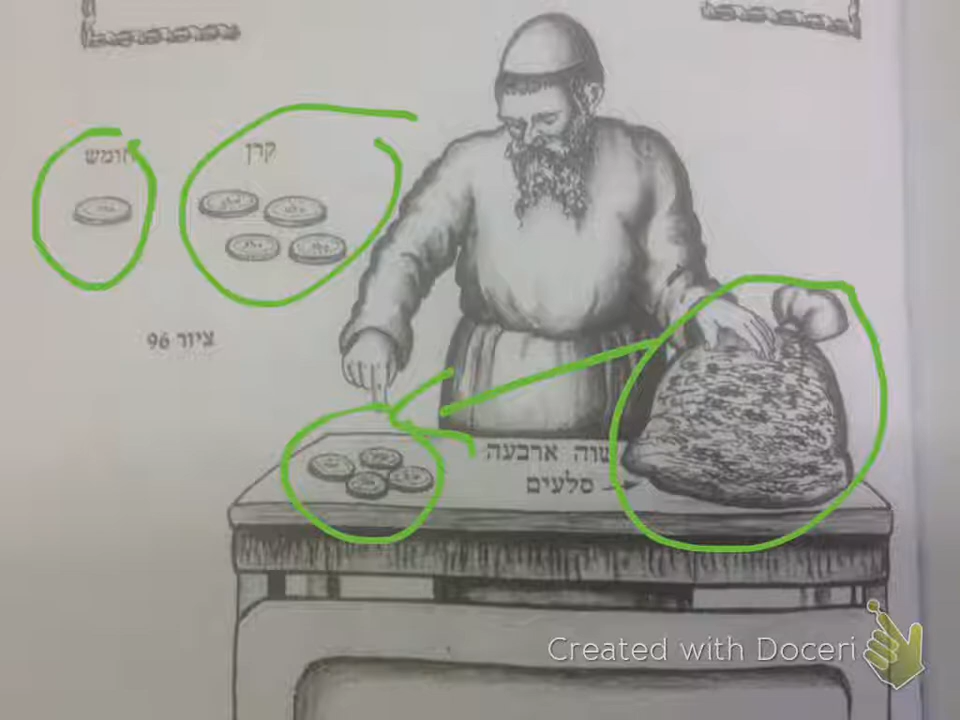 חומש
קרן
ציור 96
שוה ארבעה
סלעים
Created with Doceri